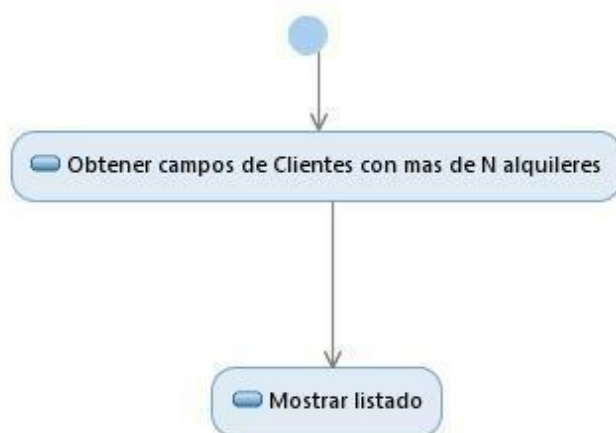 Obtener campos de Clientes con mas de N alquileres
Mostrar listado